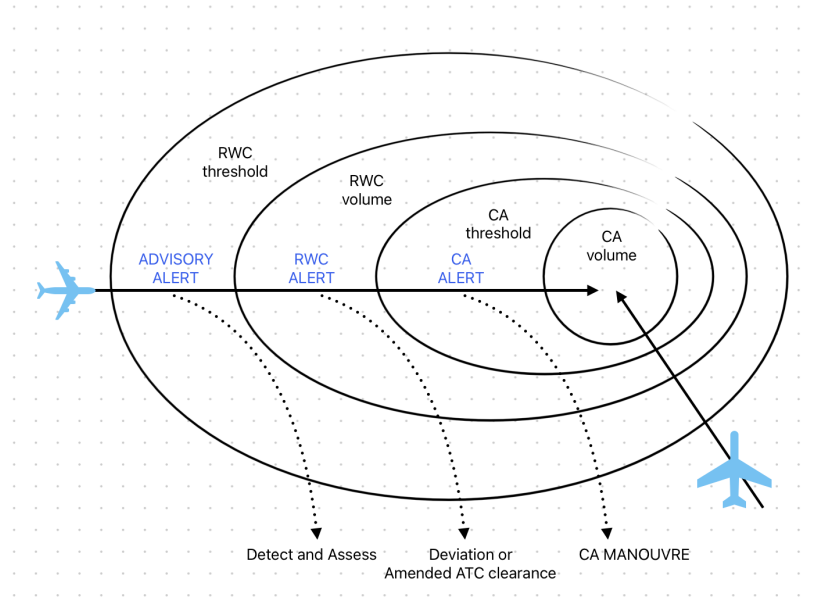 RWC
threshold
RWC
volume
CA
threshold
CA
volume
ADVISORY
ALERT
RWC
ALERT
CA
ALERT
Detect and Assess
Deviation or
Amended ATC clearance
CA MANOUVRE